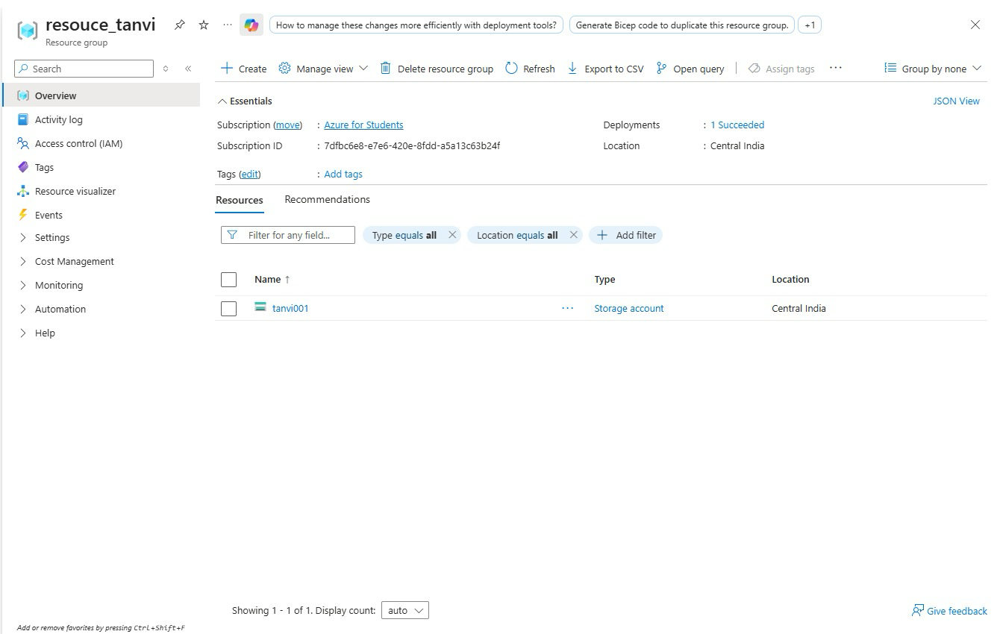 resouce_tanvi
Resource group
How to manage these changes more efficiently with deployment tools?
Generate Bicep code to duplicate this resource group.
+1
Search
Create
Manage view
Delete resource group
Refresh
Export to CSV
Open query
Assign tags
Group by none
Overview
Activity log
Access control (IAM)
Tags
Resource visualizer
Events
Settings
Cost Management
Monitoring
Automation
Help
Essentials
JSON View
Subscription (move) : Azure for Students
Deployments : 1 Succeeded
Subscription ID : 7dfbc6e8-e7e6-420e-8fdd-a5a13c63b24f
Location : Central India
Tags (edit) : Add tags
Resources Recommendations
Filter for any field...
Type equals all
Location equals all
Add filter
Name ↑ Type Location
tanvi001 ··· Storage account Central India
Showing 1 - 1 of 1. Display count: auto
Give feedback
Add or remove favorites by pressing Ctrl+Shift+F